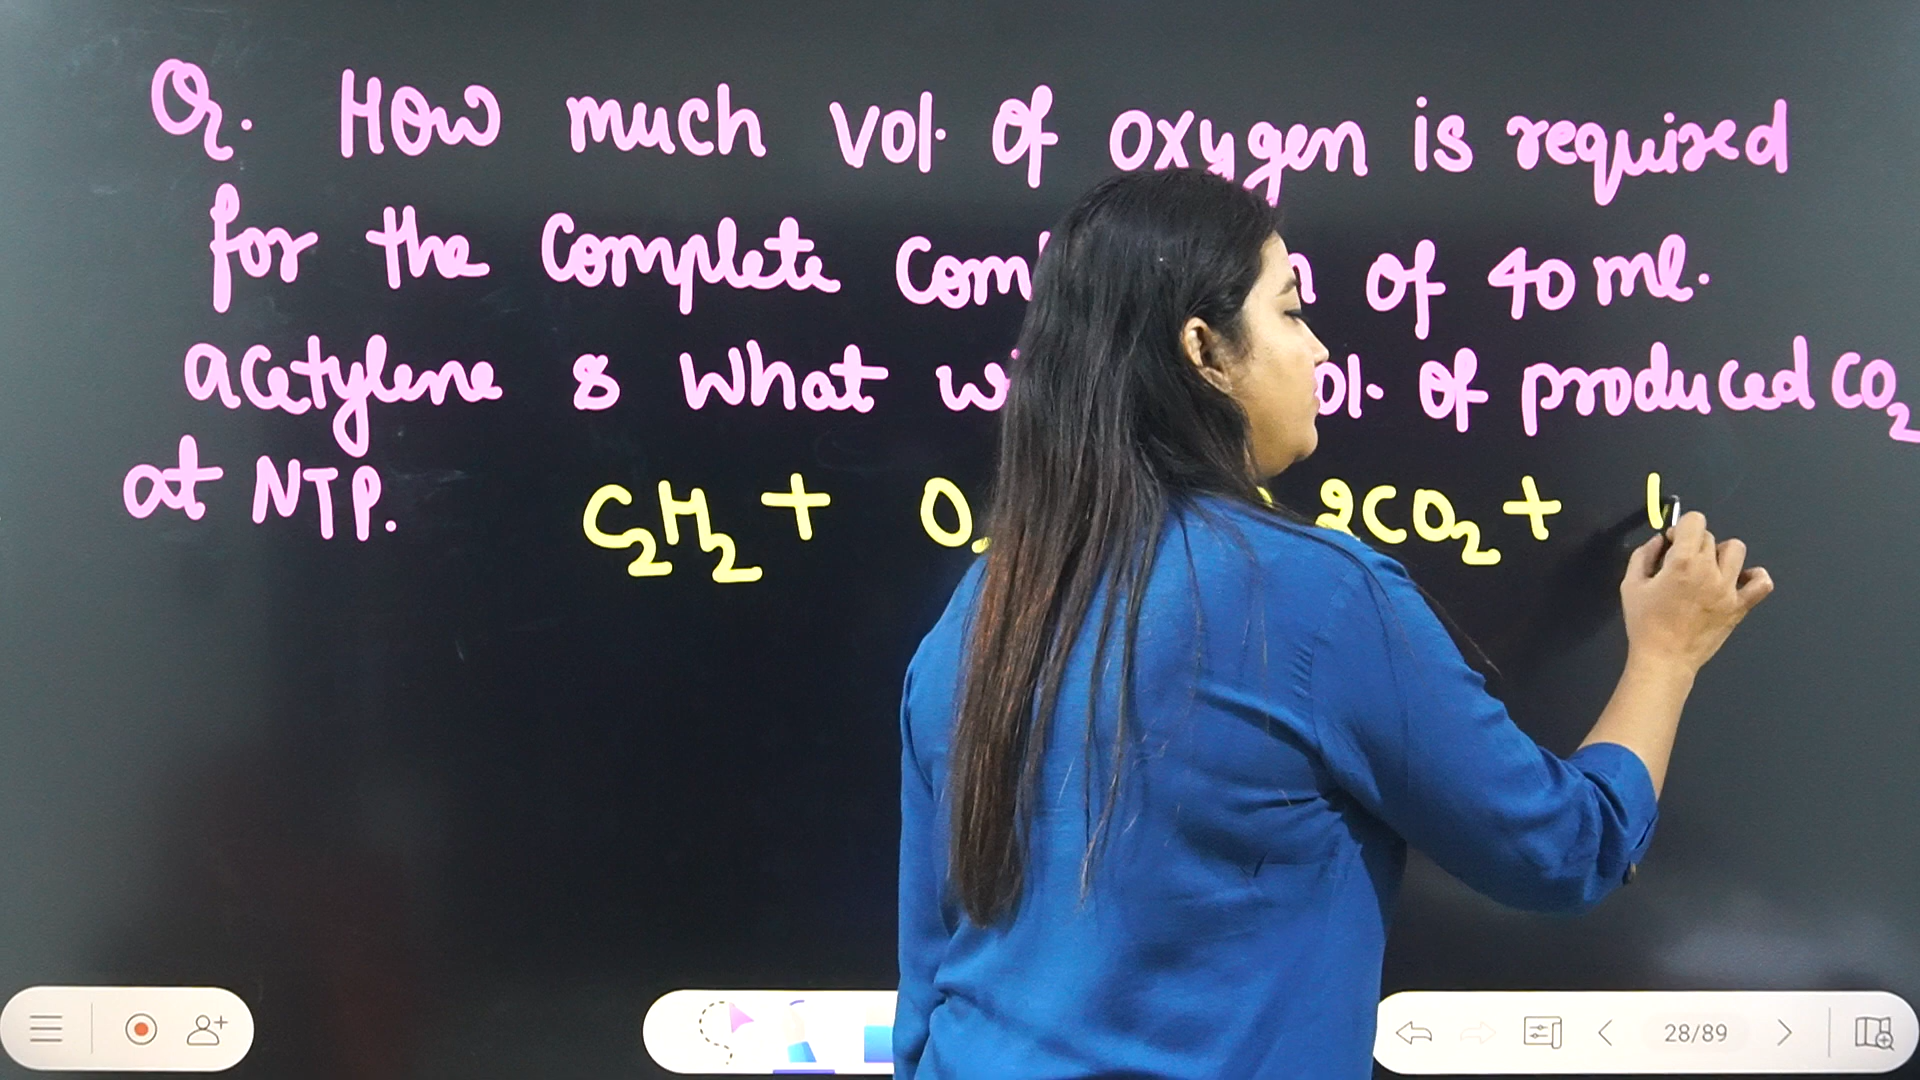 Q. How much vol. of oxygen is required
for the complete com of 40 ml.
acetylene & what of produced CO₂
at NTP. C₂H₂ + O 2CO₂ +
28/89